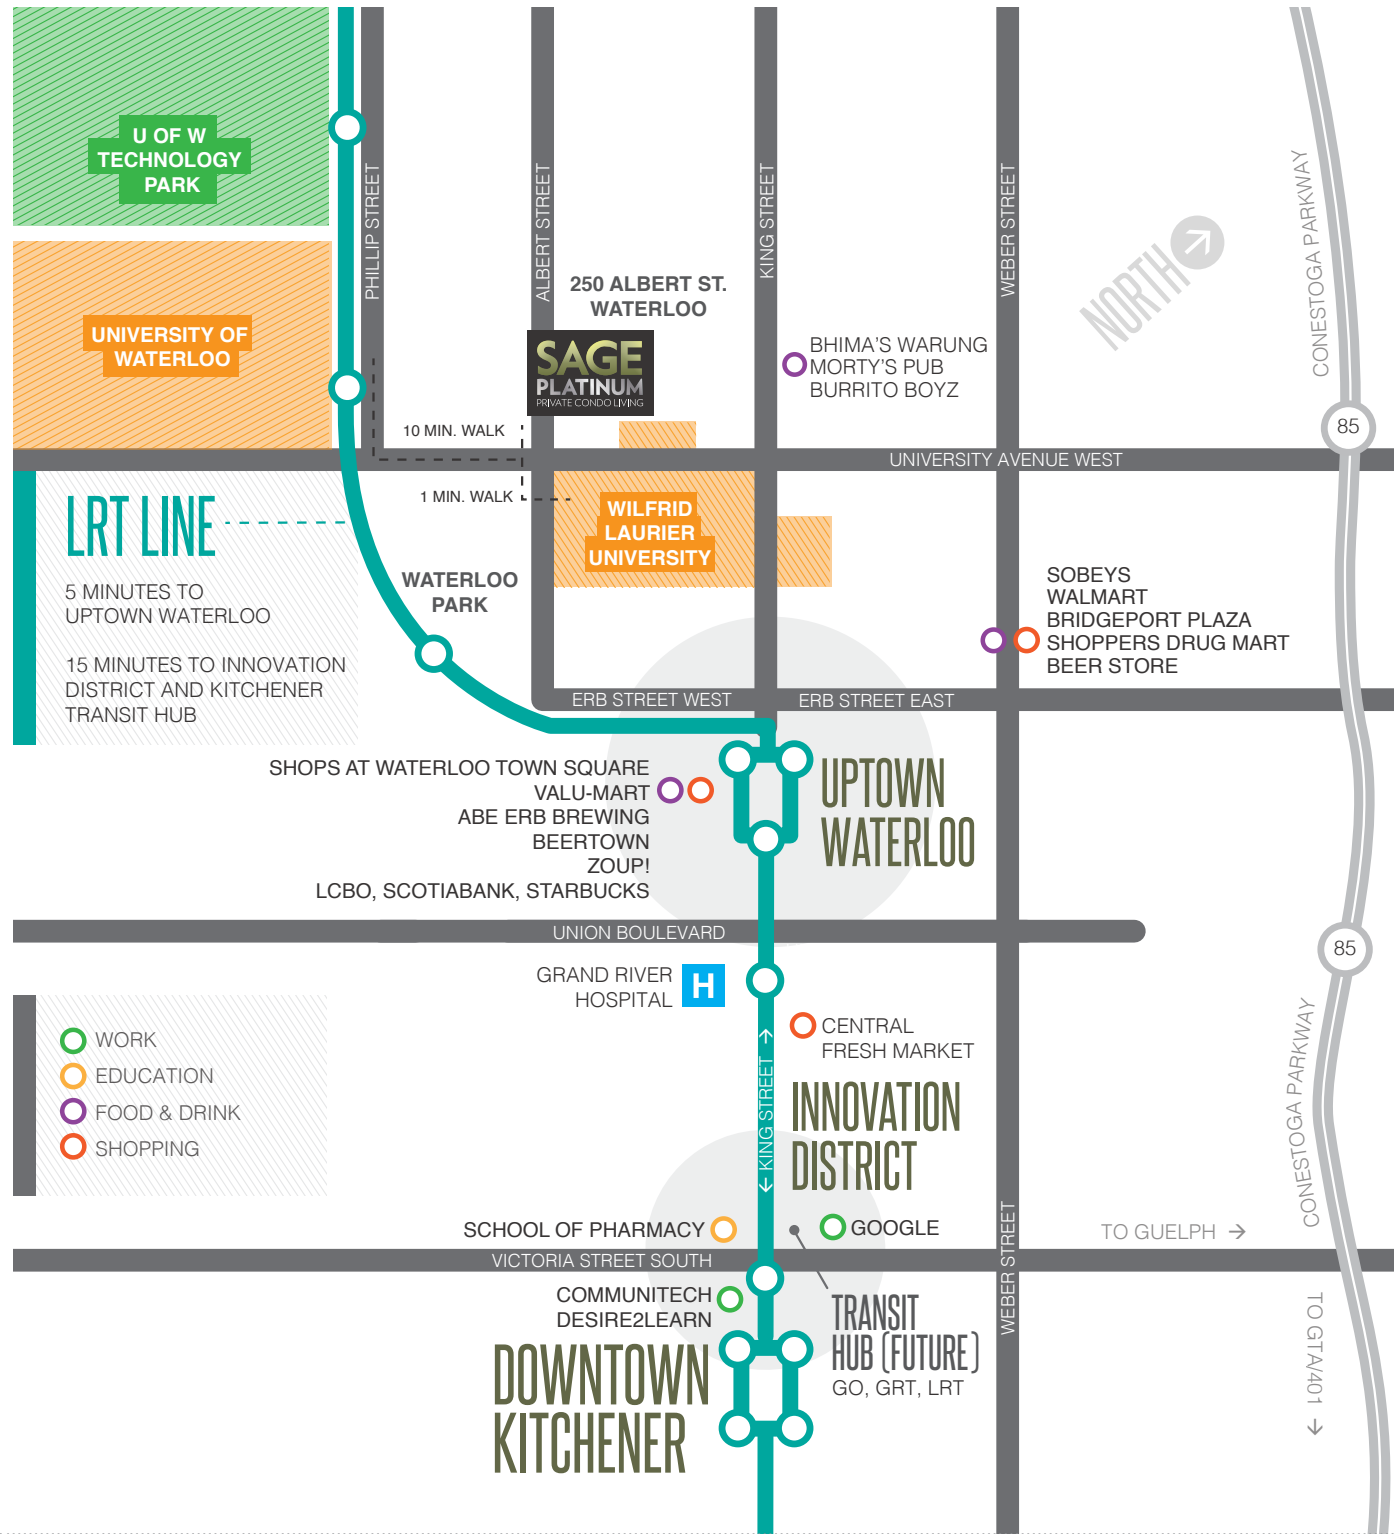 U OF W
TECHNOLOGY
PARK
PHILLIP STREET
ALBERT STREET
KING STREET
WEBER STREET
CONESTOGA PARKWAY
NORTH
250 ALBERT ST.
WATERLOO
UNIVERSITY OF
WATERLOO
SAGE
PLATINUM
PRIVATE CONDO LIVING
BHIMA'S WARUNG
MORTY'S PUB
BURRITO BOYZ
85
10 MIN. WALK
UNIVERSITY AVENUE WEST
1 MIN. WALK
WILFRID
LAURIER
UNIVERSITY
LRT LINE
5 MINUTES TO
UPTOWN WATERLOO
15 MINUTES TO INNOVATION
DISTRICT AND KITCHENER
TRANSIT HUB
WATERLOO
PARK
SOBEYS
WALMART
BRIDGEPORT PLAZA
SHOPPERS DRUG MART
BEER STORE
ERB STREET WEST
ERB STREET EAST
SHOPS AT WATERLOO TOWN SQUARE
VALU-MART
ABE ERB BREWING
BEERTOWN
ZOUP!
LCBO, SCOTIABANK, STARBUCKS
UPTOWN
WATERLOO
UNION BOULEVARD
85
GRAND RIVER
HOSPITAL
H
CENTRAL
FRESH MARKET
WORK
EDUCATION
FOOD & DRINK
SHOPPING
← KING STREET →
INNOVATION
DISTRICT
CONESTOGA PARKWAY
SCHOOL OF PHARMACY
GOOGLE
TO GUELPH →
VICTORIA STREET SOUTH
WEBER STREET
COMMUNITECH
DESIRE2LEARN
TRANSIT
HUB (FUTURE)
GO, GRT, LRT
TO GTA/401 →
DOWNTOWN
KITCHENER